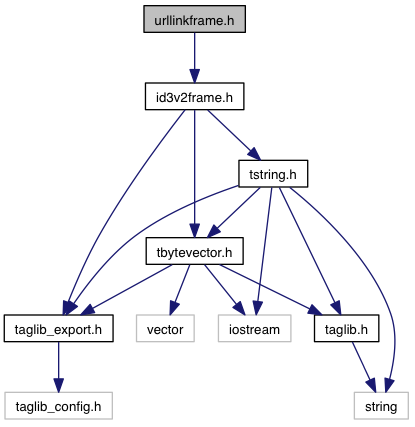 urllinkframe.h
id3v2frame.h
tstring.h
tbytevector.h
taglib_export.h
vector
iostream
taglib.h
taglib_config.h
string